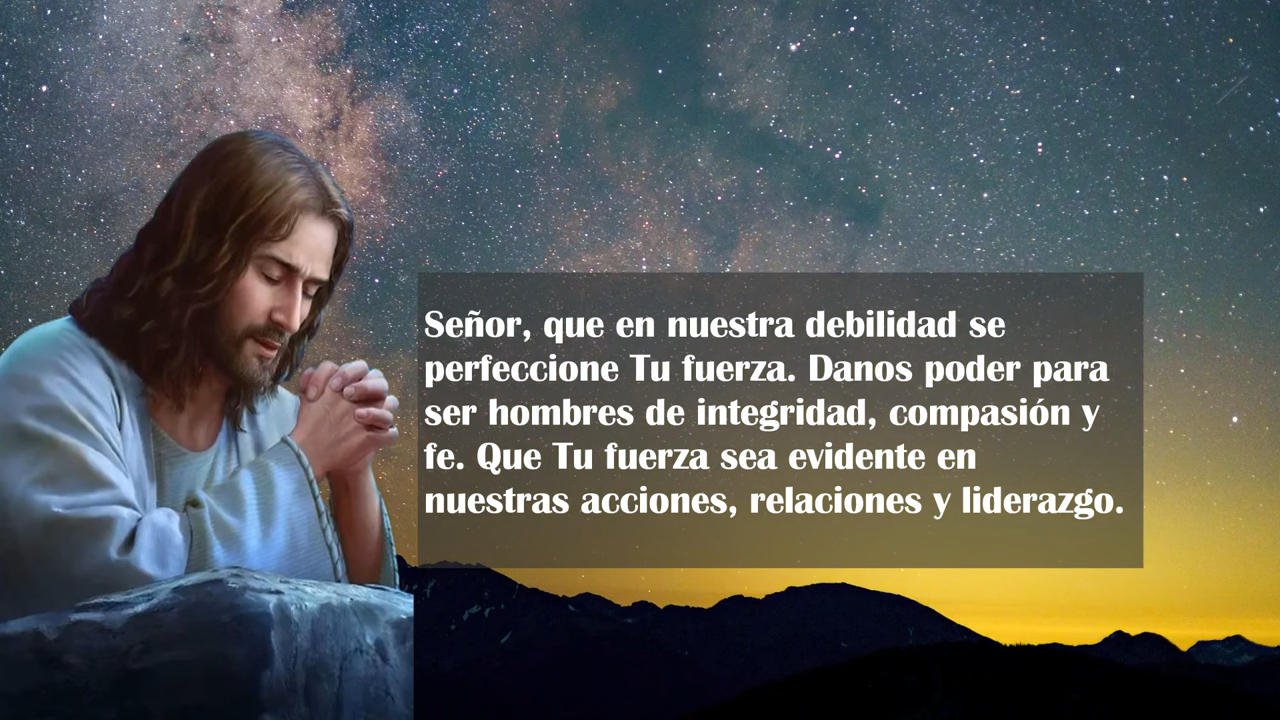 Señor, que en nuestra debilidad se
perfeccione Tu fuerza. Danos poder para
ser hombres de integridad, compasión y
fe. Que Tu fuerza sea evidente en
nuestras acciones, relaciones y liderazgo.